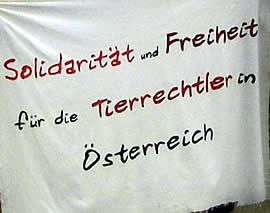 Solidarität und Freiheit
für die Tierrechtler in
Österreich